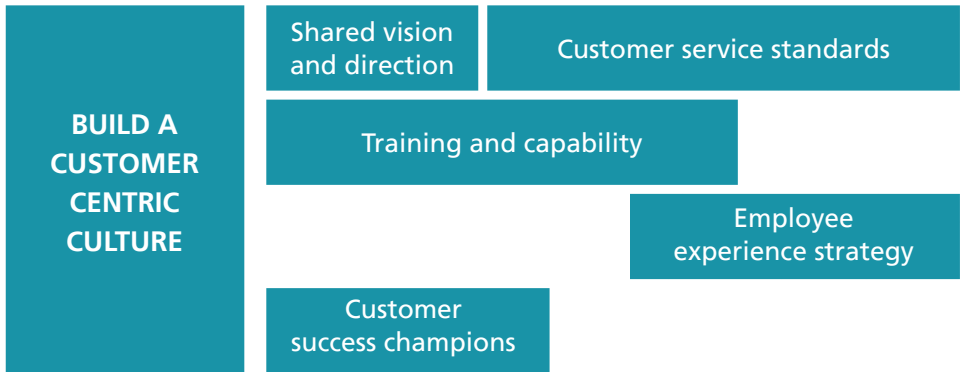 BUILD A
CUSTOMER
CENTRIC
CULTURE
Shared vision
and direction
Customer service standards
Training and capability
Employee
experience strategy
Customer
success champions